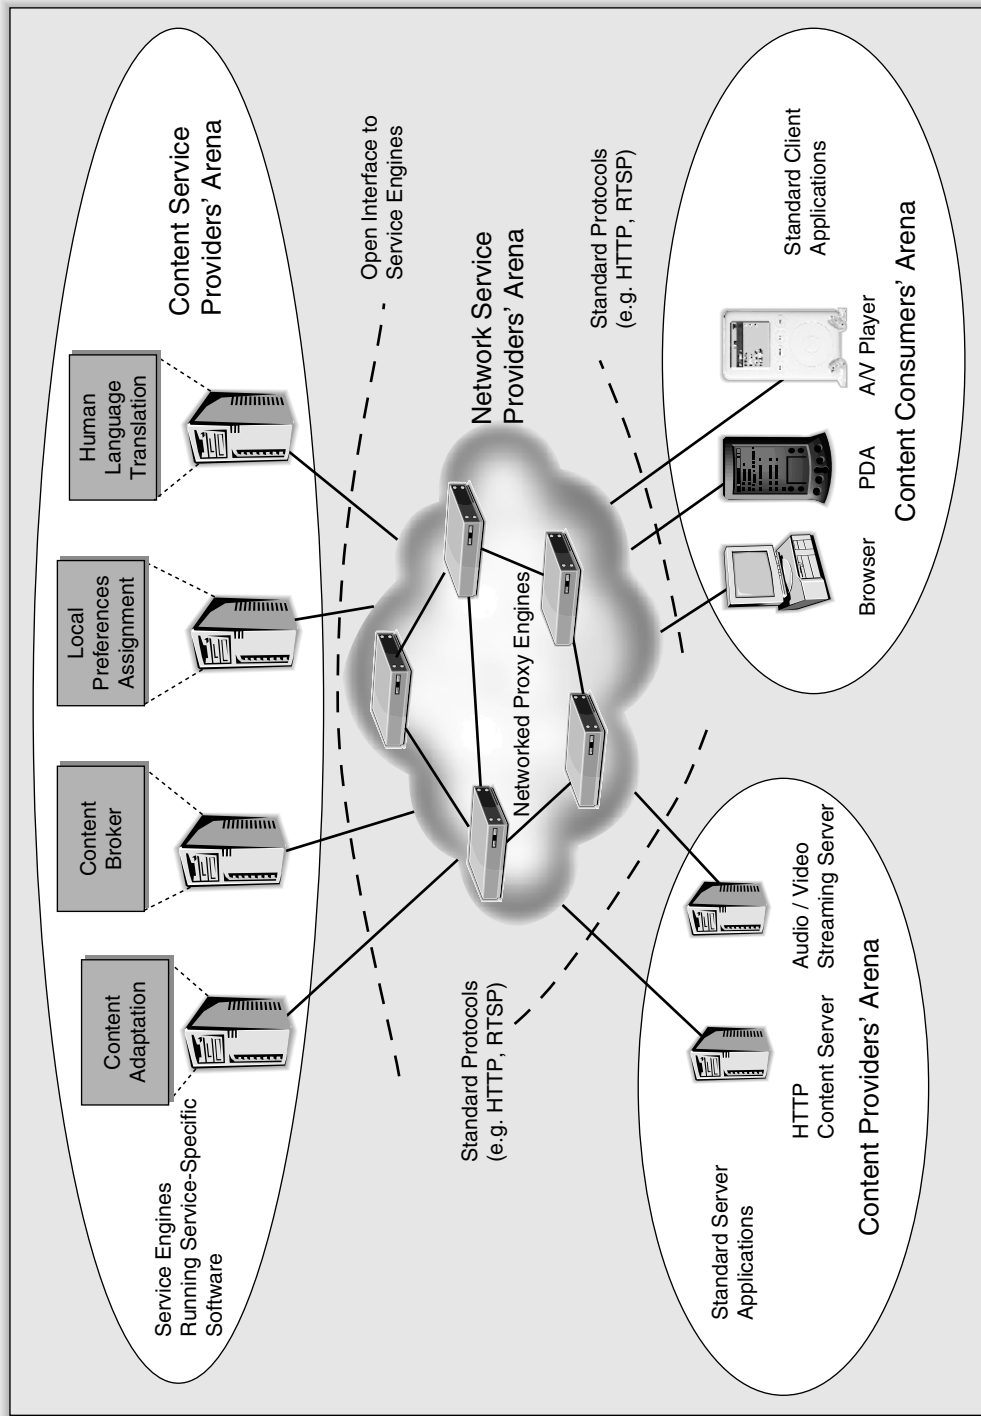 Content
Adaptation
Content
Broker
Local
Preferences
Assignment
Human
Language
Translation
Content Service
Providers’ Arena
Service Engines
Running Service-Specific
Software
Open Interface to
Service Engines
Network Service
Providers’ Arena
Standard Protocols
(e.g. HTTP, RTSP)
Networked Proxy Engines
Standard Protocols
(e.g. HTTP, RTSP)
Standard Server
Applications
HTTP
Content Server
Audio / Video
Streaming Server
Content Providers’ Arena
Browser
PDA
A/V Player
Standard Client
Applications
Content Consumers’ Arena